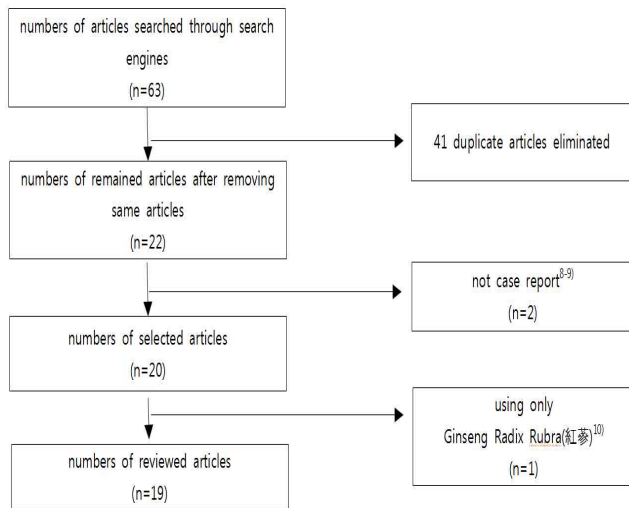 numbers of articles searched through search
engines
(n=63)
41 duplicate articles eliminated
numbers of remained articles after removing
same articles
(n=22)
not case report8-9)
(n=2)
numbers of selected articles
(n=20)
using only
Ginseng Radix Rubra(紅蔘)10)
(n=1)
numbers of reviewed articles
(n=19)